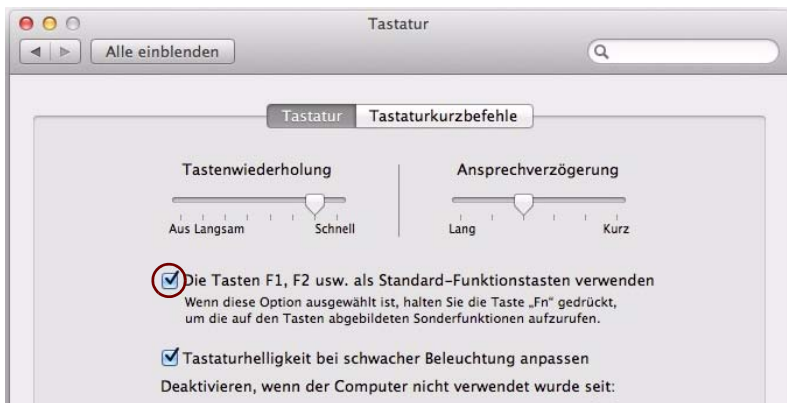 Tastatur
Alle einblenden
Tastatur Tastaturkurzbefehle
Tastenwiederholung Ansprechverzögerung
Aus Langsam Schnell Lang Kurz
Die Tasten F1, F2 usw. als Standard-Funktionstasten verwenden
Wenn diese Option ausgewählt ist, halten Sie die Taste „Fn“ gedrückt,
um die auf den Tasten abgebildeten Sonderfunktionen aufzurufen.
Tastaturhelligkeit bei schwacher Beleuchtung anpassen
Deaktivieren, wenn der Computer nicht verwendet wurde seit: